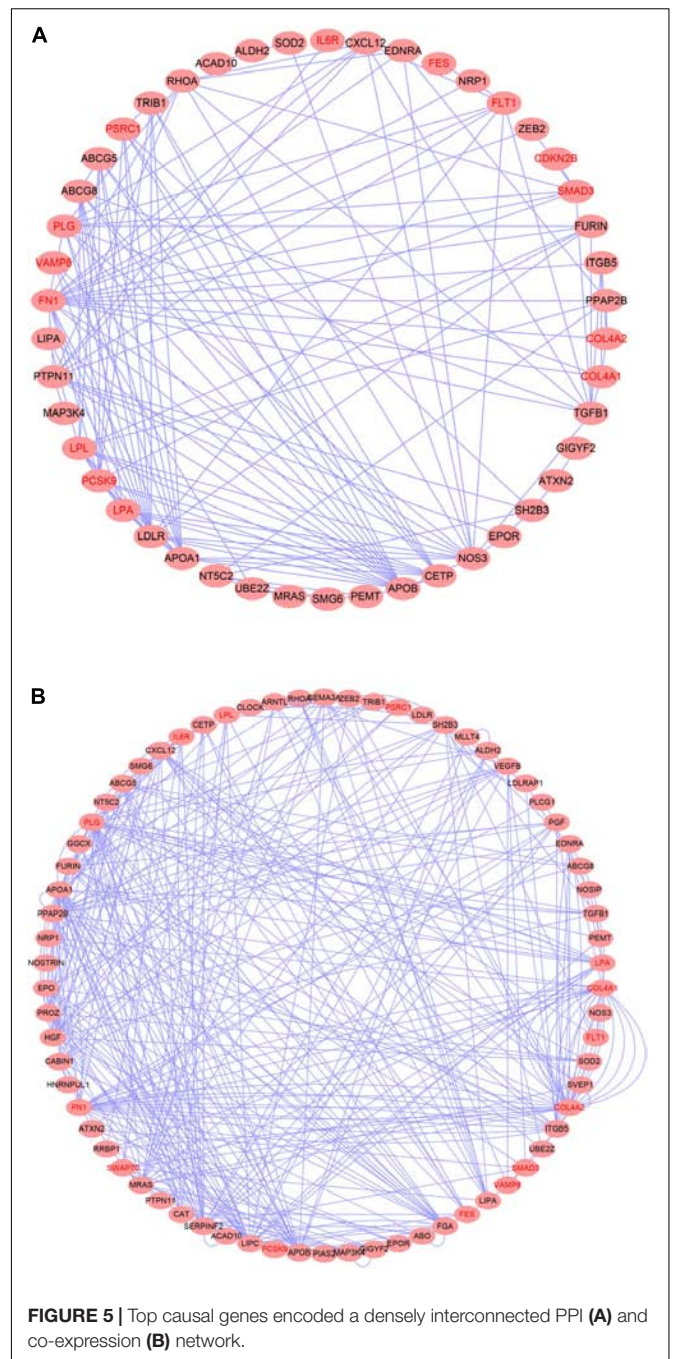 A
IL6R
CXCL12
SOD2
EDNRA
ALDH2
FES
ACAD10
NRP1
RHOA
FLT1
TRIB1
ZEB2
PSRC1
CDKN2B
ABCG5
SMAD3
ABCG8
FURIN
PLG
ITGB5
VAMP8
PPAP2B
FN1
COL4A2
LIPA
COL4A1
PTPN11
TGFB1
MAP3K4
GIGYF2
LPL
ATXN2
PCSK9
SH2B3
LPA
EPOR
LDLR
NOS3
APOA1
CETP
NT5C2
APOB
UBE2Z
PEMT
MRAS
SMG6
B
RHOA
SEMA3A
ZEB2
ARNTL
TRIB1
CLOCK
PSRC1
LPL
LDLR
CETP
SH2B3
IL6R
MLLT4
CXCL12
ALDH2
SMG6
VEGFB
ABCG5
LDLRAP1
NT5C2
PLCG1
PLG
PGF
GGCX
EDNRA
FURIN
ABCG8
APOA1
NOSIP
PPAP2B
TGFB1
NRP1
PEMT
NOSTRIN
LPA
EPO
COL4A1
PROZ
NOS3
HGF
FLT1
CABIN1
SOD2
HNRNPUL1
SVEP1
FN1
COL4A2
ATXN2
ITGB5
RRBP1
UBE2Z
SWAP70
SMAD3
MRAS
VAMP8
PTPN11
LIPA
CAT
FES
SERPINF2
FGA
ACAD10
ABO
LIPC
EPOR
PCSK9
GIGYF2
APOB
PIAS2
MAP3K4
FIGURE 5 | Top causal genes encoded a densely interconnected PPI (A) and
co-expression (B) network.